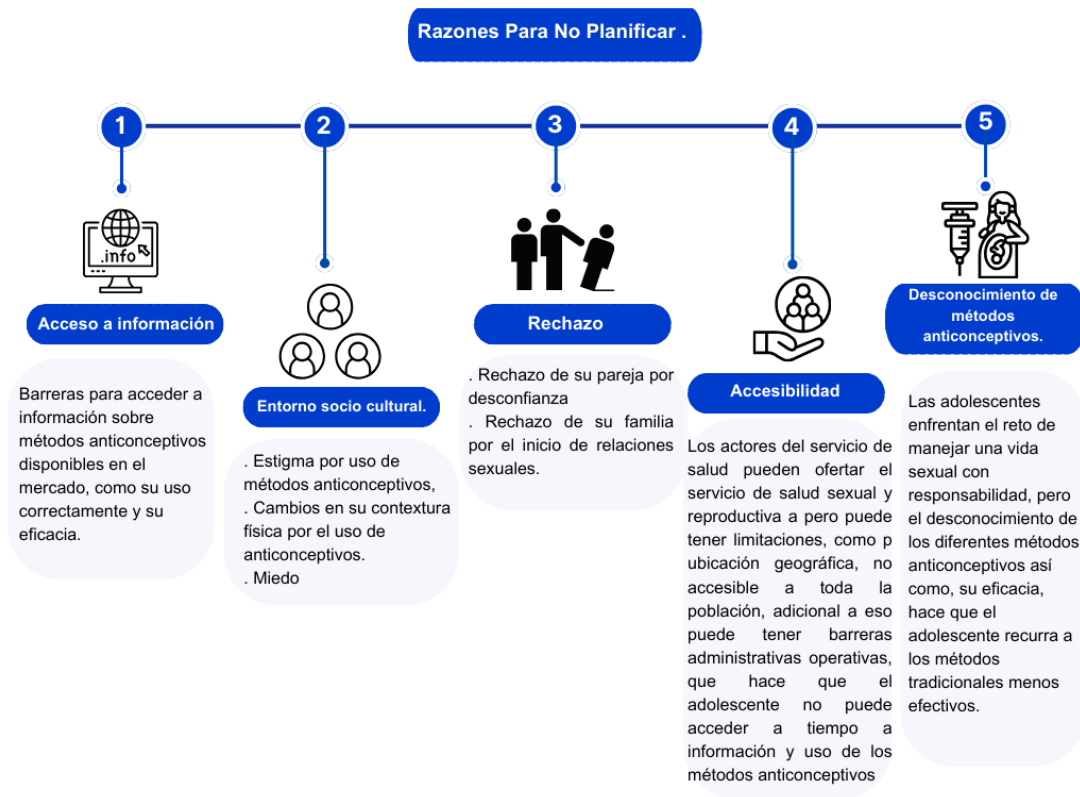 Razones Para No Planificar .
1
2
3
4
5
.info
Acceso a información
Barreras para acceder a
información sobre
métodos anticonceptivos
disponibles en el
mercado, como su uso
correctamente y su
eficacia.
Entorno socio cultural.
. Estigma por uso de
métodos anticonceptivos,
. Cambios en su contextura
física por el uso de
anticonceptivos.
. Miedo
Rechazo
. Rechazo de su pareja por
desconfianza
. Rechazo de su familia
por el inicio de relaciones
sexuales.
Accesibilidad
Los actores del servicio de
salud pueden ofertar el
servicio de salud sexual y
reproductiva a pero puede
tener limitaciones, como p
ubicación geográfica, no
accesible a toda la
población, adicional a eso
puede tener barreras
administrativas operativas,
que hace que el
adolescente no puede
acceder a tiempo a
información y uso de los
métodos anticonceptivos
Desconocimiento de
métodos
anticonceptivos.
Las adolescentes
enfrentan el reto de
manejar una vida
sexual con
responsabilidad, pero
el desconocimiento de
los diferentes métodos
anticonceptivos así
como, su eficacia,
hace que el
adolescente recurra a
los métodos
tradicionales menos
efectivos.